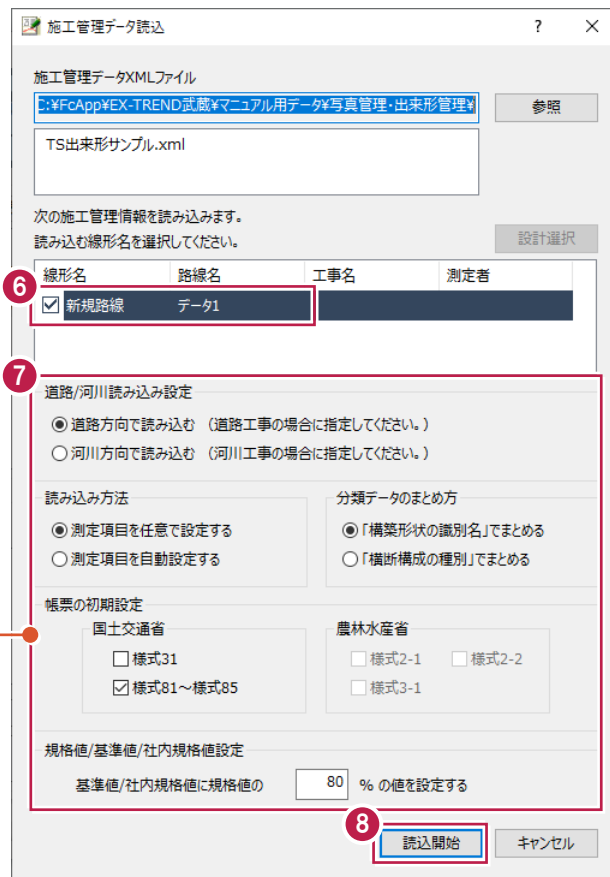 施工管理データ読込 ? ×
施工管理データXMLファイル
C:¥FcApp¥EX-TREND武蔵¥マニュアル用データ¥写真管理・出来形管理¥ 参照
TS出来形サンプル.xml
次の施工管理情報を読み込みます。
読み込む線形名を選択してください。 設計選択
線形名 路線名 工事名 測定者
6 新規路線 データ1
7
道路/河川読み込み設定
道路方向で読み込む (道路工事の場合に指定してください。)
河川方向で読み込む (河川工事の場合に指定してください。)
読み込み方法
測定項目を任意で設定する
測定項目を自動設定する
分類データのまとめ方
「構築形状の識別名」でまとめる
「横断構成の種別」でまとめる
帳票の初期設定
国土交通省
様式31
様式81～様式85
農林水産省
様式2-1 様式2-2
様式3-1
規格値/基準値/社内規格値設定
基準値/社内規格値に規格値の 80 % の値を設定する
8 読込開始 キャンセル